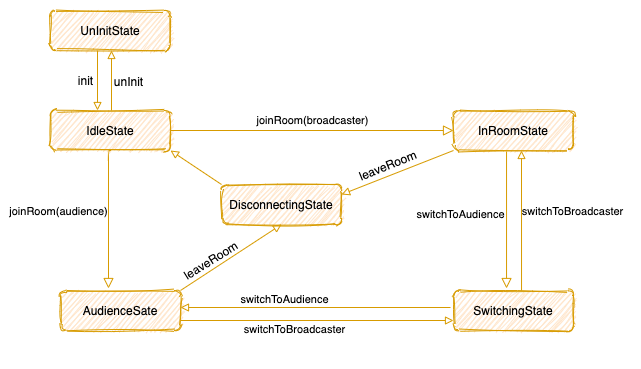 UnInitState
init
unInit
IdleState
joinRoom(broadcaster)
InRoomState
leaveRoom
DisconnectingState
joinRoom(audience)
switchToAudience
switchToBroadcaster
leaveRoom
AudienceSate
switchToAudience
switchToBroadcaster
SwitchingState